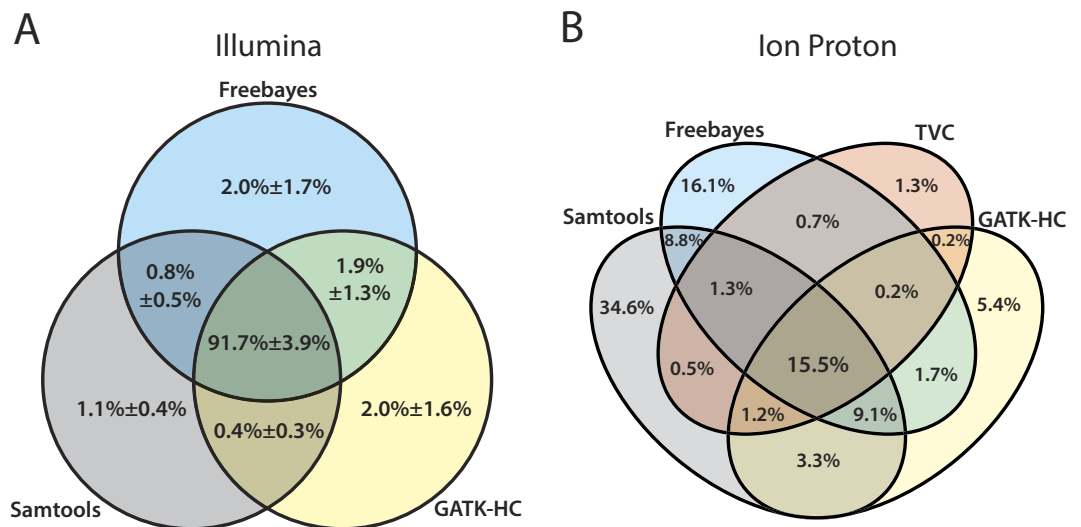 A
Illumina
Freebayes
2.0%±1.7%
0.8%
±0.5%
1.9%
±1.3%
91.7%±3.9%
1.1%±0.4%
2.0%±1.6%
0.4%±0.3%
Samtools
GATK-HC
B
Ion Proton
Freebayes
TVC
16.1%
1.3%
Samtools
GATK-HC
0.7%
8.8%
0.2%
34.6%
1.3%
0.2%
5.4%
0.5%
15.5%
1.7%
1.2%
9.1%
3.3%